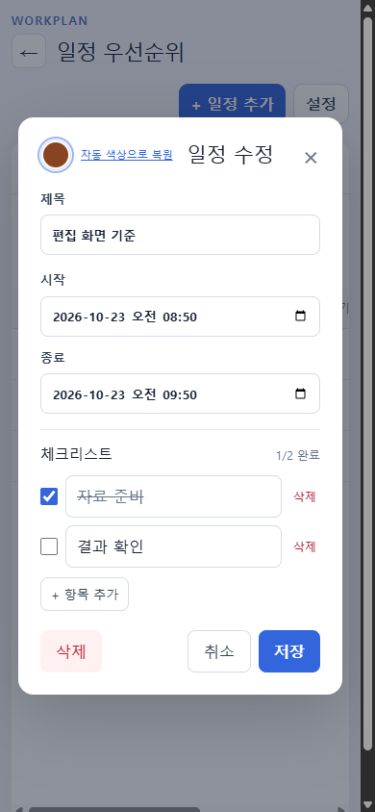 WORKPLAN
← 일정 우선순위
+ 일정 추가 설정
자동 색상으로 복원 일정 수정 ×
제목
편집 화면 기준
시작
2026-10-23 오전 08:50
종료
2026-10-23 오전 09:50
체크리스트 1/2 완료
자료 준비 삭제
결과 확인 삭제
+ 항목 추가
삭제 취소 저장